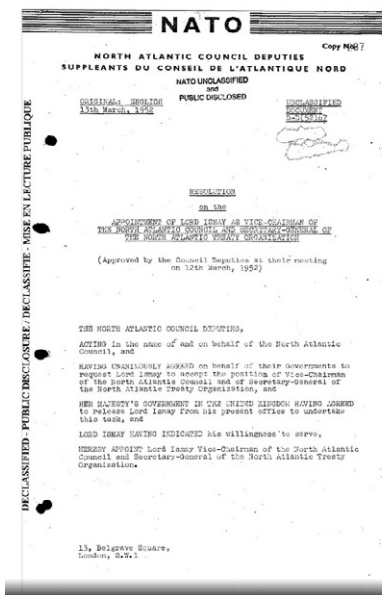 NATO
Copy No
NORTH ATLANTIC COUNCIL DEPUTIES
SUPPLEANTS DU CONSEIL DE L'ATLANTIQUE NORD
NATO UNCLASSIFIED
and
PUBLIC DISCLOSED
ORIGINAL: ENGLISH
13th March, 1952
UNCLASSIFIED
DOCUMENT
D-D(52)67
RESOLUTION
on the
APPOINTMENT OF LORD ISMAY AS VICE-CHAIRMAN OF
THE NORTH ATLANTIC COUNCIL AND SECRETARY-GENERAL OF
THE NORTH ATLANTIC TREATY ORGANIZATION
(Approved by the Council Deputies at their meeting
on 12th March, 1952)
THE NORTH ATLANTIC COUNCIL DEPUTIES,
ACTING in the name of and on behalf of the North Atlantic
Council, and
HAVING UNANIMOUSLY AGREED on behalf of their Governments to
request Lord Ismay to accept the position of Vice-Chairman
of the North Atlantic Council and of Secretary-General of
the North Atlantic Treaty Organization, and
HER MAJESTY'S GOVERNMENT IN THE UNITED KINGDOM HAVING AGREED
to release Lord Ismay from his present office to undertake
this task, and
LORD ISMAY HAVING INDICATED his willingness to serve,
HEREBY APPOINT Lord Ismay Vice-Chairman of the North Atlantic
Council and Secretary-General of the North Atlantic Treaty
Organization.
13, Belgrave Square,
London, S.W.1
DECLASSIFIED - PUBLIC DISCLOSURE / DECLASSIFIE - MISE EN LECTURE PUBLIQUE